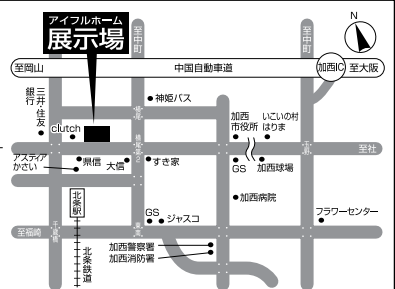 アイフルホーム
展示場
N
至中町
至中町
至岡山
中国自動車道
加西IC
至大阪
三井住友
銀行
神姫バス
clutch
加西
市役所
いこいの村
はりま
至社
アスティア
かさい
県信
大信
すき家
GS
加西球場
北条駅
加西病院
GS
ジャスコ
フラワーセンター
至福崎
北条鉄道
加西警察署
加西消防署